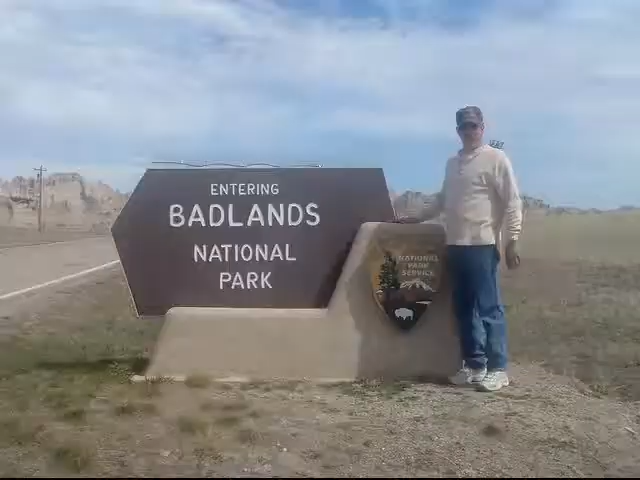 ENTERING
BADLANDS
NATIONAL
PARK
NATIONAL
PARK
SERVICE